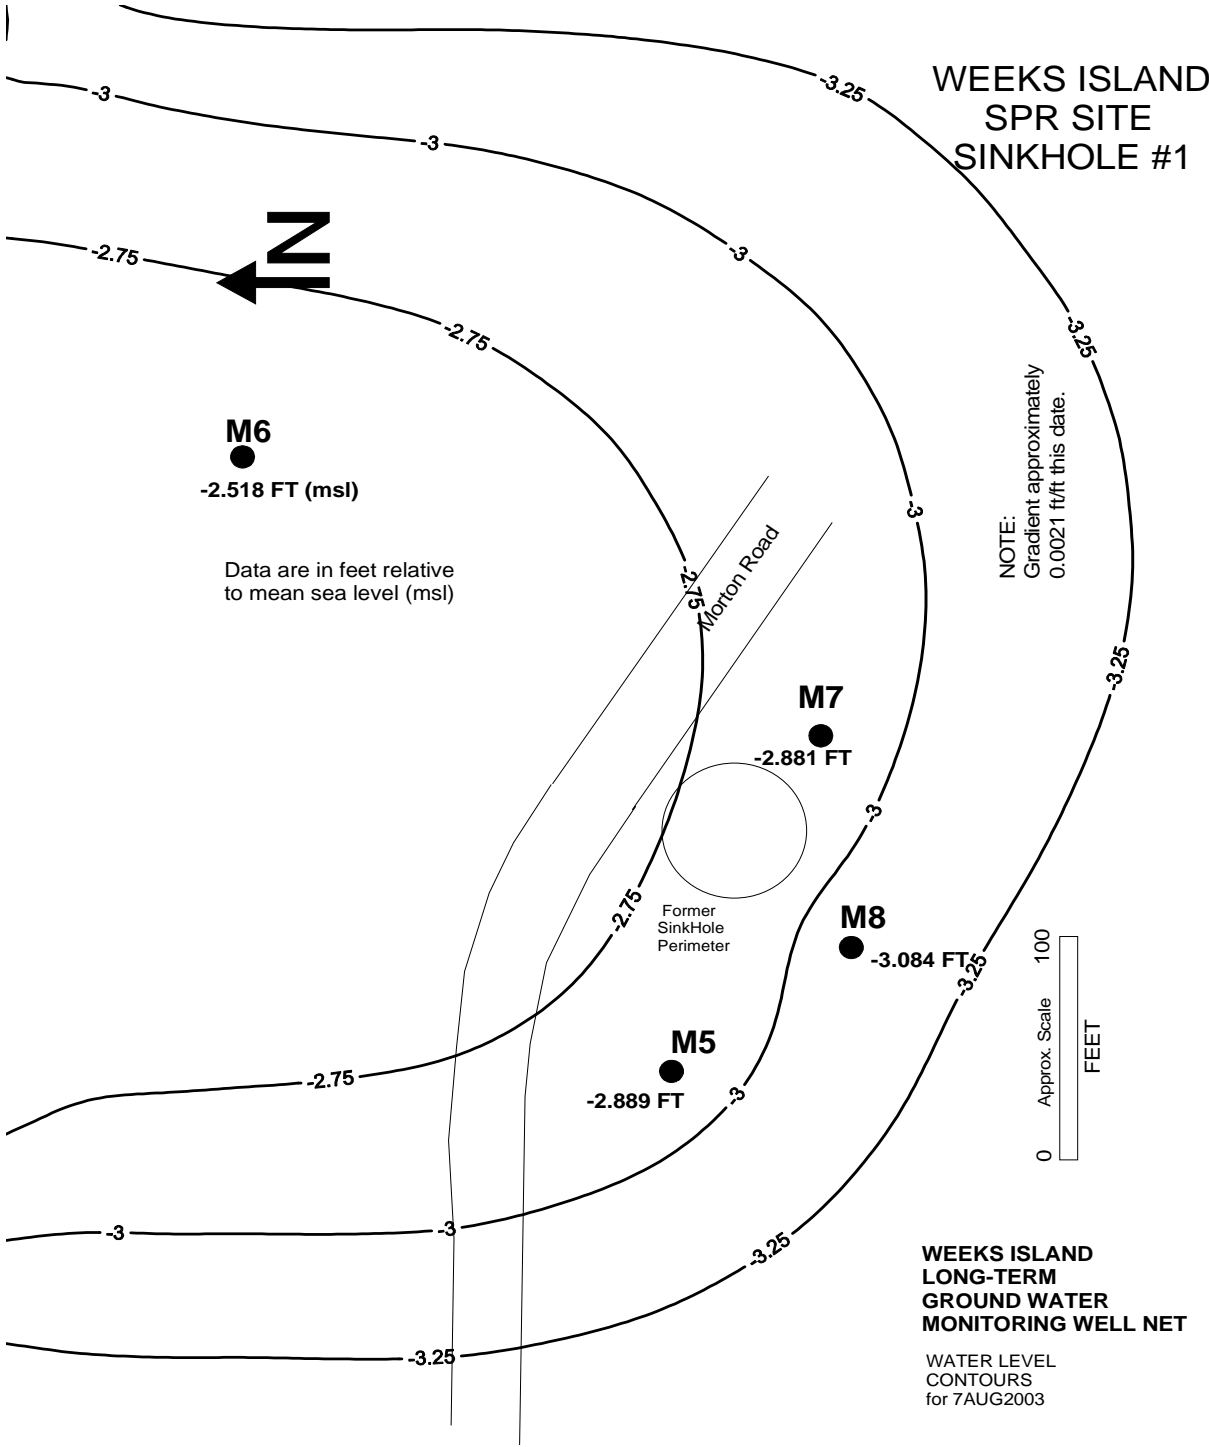 WEEKS ISLAND
SPR SITE
SINKHOLE #1
-3.25
-3
-3
-3
-2.75
-2.75
N
-3.25
M6
-2.518 FT (msl)
NOTE:
Gradient approximately
0.0021 ft/ft this date.
-3
Data are in feet relative
to mean sea level (msl)
-2.75
Morton Road
-3.25
M7
-2.881 FT
-3
-2.75
Former
SinkHole
Perimeter
M8
-3.084 FT
-3.25
0
Approx. Scale
100
FEET
M5
-2.889 FT
-2.75
-3
-3
-3
-3.25
-3.25
WEEKS ISLAND
LONG-TERM
GROUND WATER
MONITORING WELL NET
WATER LEVEL
CONTOURS
for 7AUG2003